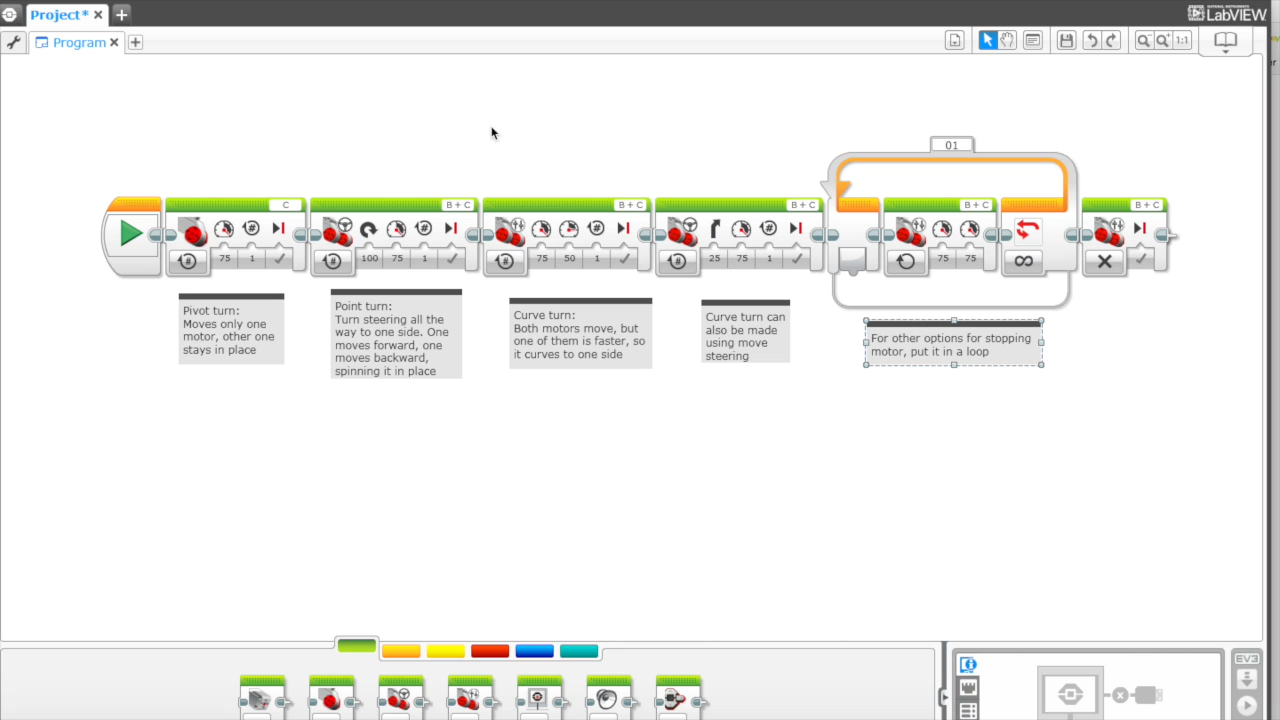 Project*
NATIONAL INSTRUMENTS
LabVIEW
Program
1:1
01
C
B + C
B + C
B + C
B + C
B + C
#
75
1
#
100
75
1
#
75
50
1
#
25
75
1
75
75
∞
Pivot turn:
Moves only one
motor, other one
stays in place
Point turn:
Turn steering all the
way to one side. One
moves forward, one
moves backward,
spinning it in place
Curve turn:
Both motors move, but
one of them is faster, so
it curves to one side
Curve turn can
also be made
using move
steering
For other options for stopping
motor, put it in a loop
EV3